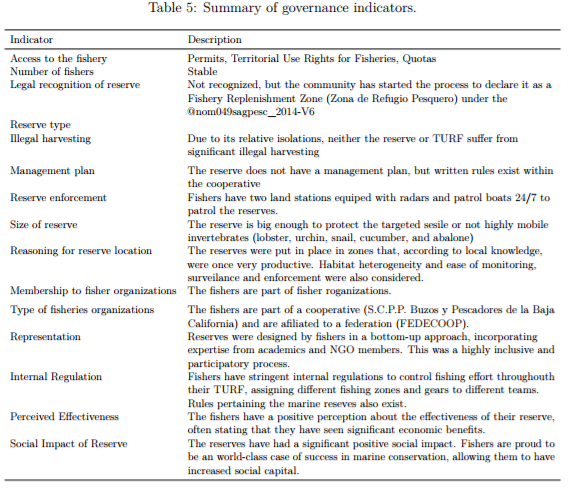 Table 5: Summary of governance indicators.
Indicator Description
Access to the fishery Permits, Territorial Use Rights for Fisheries, Quotas
Number of fishers Stable
Legal recognition of reserve Not recognized, but the community has started the process to declare it as a
Fishery Replenishment Zone (Zona de Refugio Pesquero) under the
@nom049sagpesc_2014-V6
Reserve type
Illegal harvesting Due to its relative isolations, neither the reserve or TURF suffer from
significant illegal harvesting
Management plan The reserve does not have a management plan, but written rules exist within
the cooperative
Reserve enforcement Fishers have two land stations equiped with radars and patrol boats 24/7 to
patrol the reserves.
Size of reserve The reserve is big enough to protect the targeted sesile or not highly mobile
invertebrates (lobster, urchin, snail, cucumber, and abalone)
Reasoning for reserve location The reserves were put in place in zones that, according to local knowledge,
were once very productive. Habitat heterogeneity and ease of monitoring,
surveilance and enforcement were also considered.
Membership to fisher organizations The fishers are part of fisher roganizations.
Type of fisheries organizations The fishers are part of a cooperative (S.C.P.P. Buzos y Pescadores de la Baja
California) and are afiliated to a federation (FEDECOOP).
Representation Reserves were designed by fishers in a bottom-up approach, incorporating
expertise from academics and NGO members. This was a highly inclusive and
participatory process.
Internal Regulation Fishers have stringent internal regulations to control fishing effort throughouth
their TURF, assigning different fishing zones and gears to different teams.
Rules pertaining the marine reseves also exist.
Perceived Effectiveness The fishers have a positive perception about the effectiveness of their reserve,
often stating that they have seen significant economic benefits.
Social Impact of Reserve The reserves have had a significant positive social impact. Fishers are proud to
be an world-class case of success in marine conservation, allowing them to have
increased social capital.